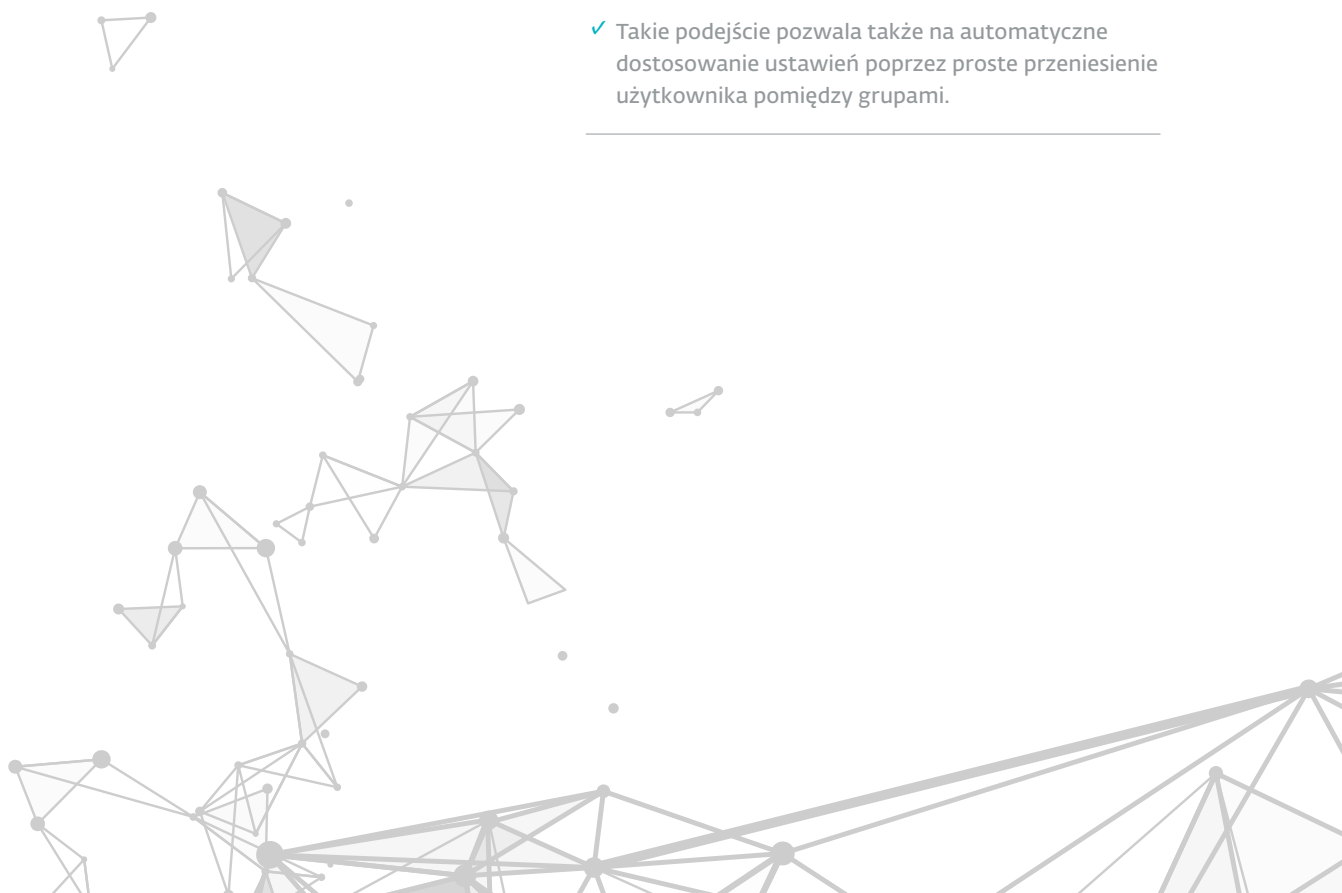 ✓ Takie podejście pozwala także na automatyczne
dostosowanie ustawień poprzez proste przeniesienie
użytkownika pomiędzy grupami.